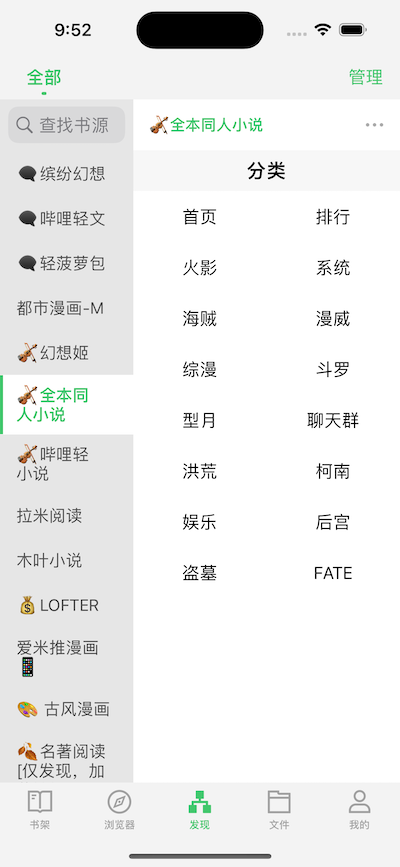 9:52
全部
管理
查找书源
缤纷幻想
哔哩轻文
轻菠萝包
都市漫画-M
幻想姬
全本同
人小说
哔哩轻
小说
拉米阅读
木叶小说
LOFTER
爱米推漫画
古风漫画
名著阅读
[仅发现，加
全本同人小说
分类
首页 排行
火影 系统
海贼 漫威
综漫 斗罗
型月 聊天群
洪荒 柯南
娱乐 后宫
盗墓 FATE
书架 浏览器 发现 文件 我的